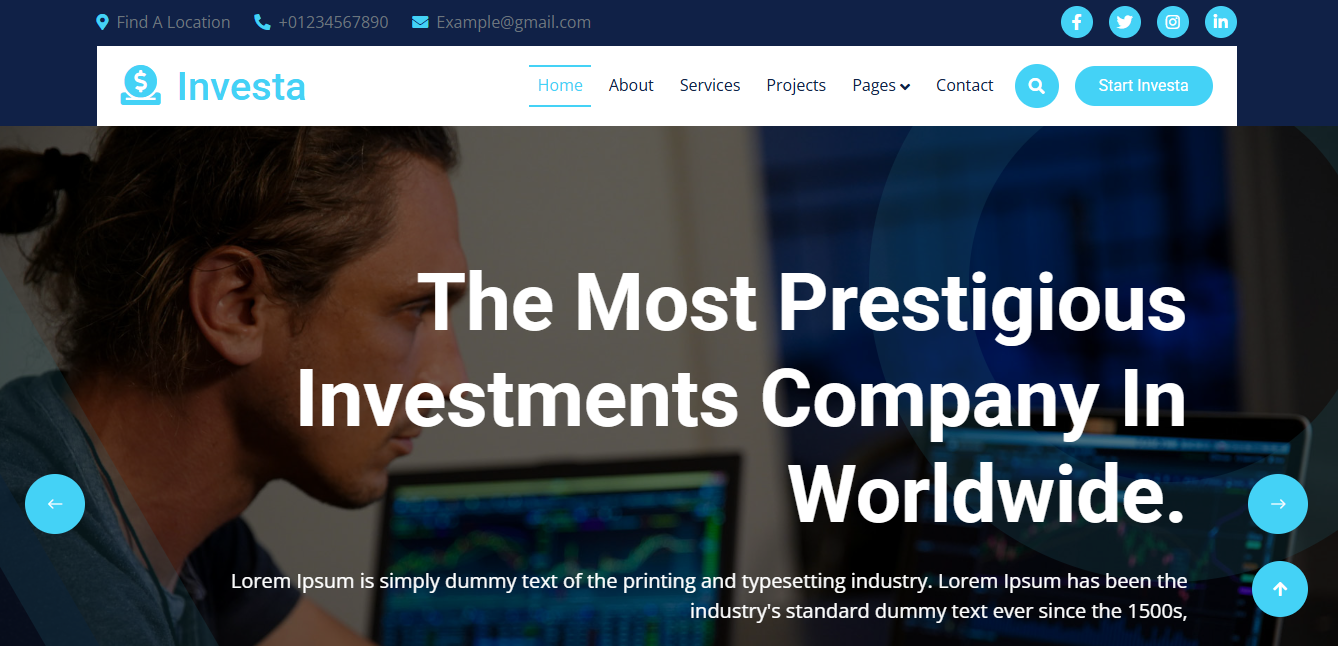 Find A Location +01234567890 Example@gmail.com
Investa Home About Services Projects Pages Contact Start Investa
The Most Prestigious
Investments Company In
Worldwide.
Lorem Ipsum is simply dummy text of the printing and typesetting industry. Lorem Ipsum has been the
industry's standard dummy text ever since the 1500s,